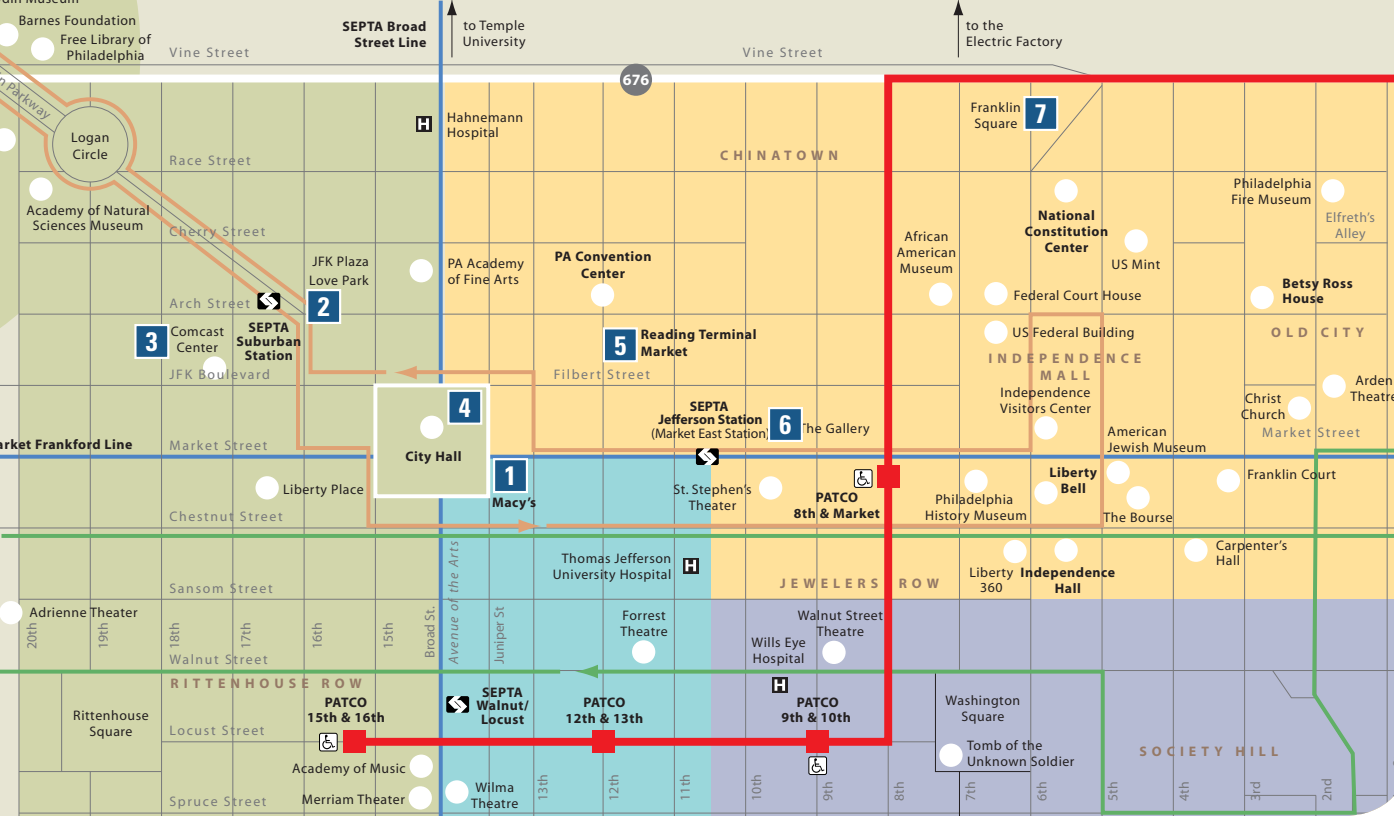 Museum
Barnes Foundation
Free Library of
Philadelphia
SEPTA Broad
Street Line
to Temple
University
to the
Electric Factory
Vine Street
Vine Street
676
Parkway
Logan
Circle
H
Hahnemann
Hospital
Franklin
Square
7
Race Street
CHINATOWN
Academy of Natural
Sciences Museum
Cherry Street
Philadelphia
Fire Museum
Elfreth's
Alley
National
Constitution
Center
US Mint
African
American
Museum
JFK Plaza
Love Park
PA Academy
of Fine Arts
PA Convention
Center
Federal Court House
Betsy Ross
House
Arch Street
2
3
Comcast
Center
SEPTA
Suburban
Station
5
Reading Terminal
Market
US Federal Building
INDEPENDENCE
MALL
OLD CITY
JFK Boulevard
Filbert Street
Independence
Visitors Center
Christ
Church
Arden
Theatre
4
City Hall
SEPTA
Jefferson Station
(Market East Station)
6
The Gallery
Market Frankford Line
Market Street
Market Street
American
Jewish Museum
1
Macy's
Liberty Place
St. Stephen's
Theater
PATCO
8th & Market
Philadelphia
History Museum
Liberty
Bell
The Bourse
Franklin Court
Chestnut Street
Avenue of the Arts
Thomas Jefferson
University Hospital
H
JEWELERS ROW
Liberty
360
Independence
Hall
Carpenter's
Hall
Sansom Street
Adrienne Theater
20th
19th
18th
17th
16th
15th
Broad St.
Juniper St
Forrest
Theatre
Walnut Street
Theatre
Wills Eye
Hospital
H
Walnut Street
RITTENHOUSE ROW
Rittenhouse
Square
PATCO
15th & 16th
SEPTA
Walnut/
Locust
PATCO
12th & 13th
PATCO
9th & 10th
Washington
Square
Locust Street
Tomb of the
Unknown Soldier
SOCIETY HILL
Academy of Music
Merriam Theater
Wilma
Theatre
Spruce Street
13th
12th
11th
10th
9th
8th
7th
6th
5th
4th
3rd
2nd